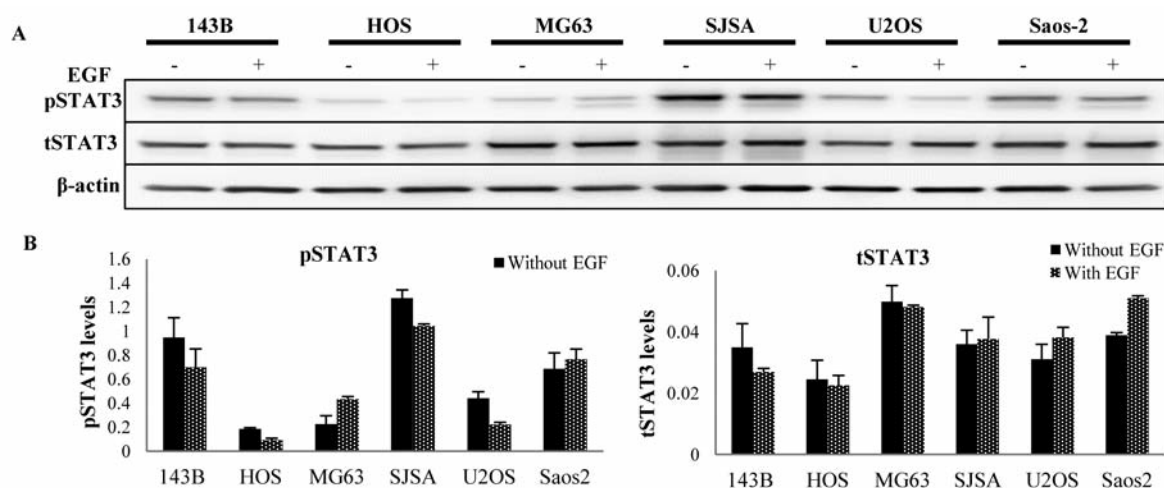 A
143B HOS MG63 SJSA U2OS Saos-2
EGF - + - + - + - + - + - +
pSTAT3
tSTAT3
β-actin
B
pSTAT3
Without EGF
pSTAT3 levels
1.6
1.4
1.2
1
0.8
0.6
0.4
0.2
0
143B HOS MG63 SJSA U2OS Saos2
tSTAT3
Without EGF
With EGF
tSTAT3 levels
0.06
0.04
0.02
0
143B HOS MG63 SJSA U2OS Saos2